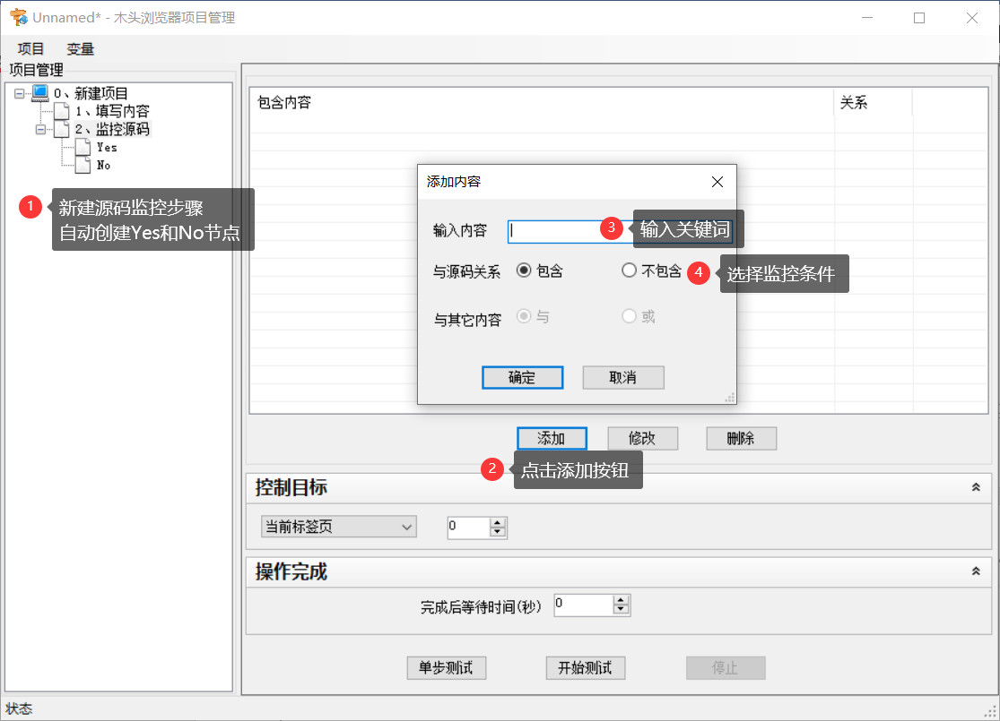 Unnamed* - 木头浏览器项目管理
项目 变量
项目管理
0、新建项目
1、填写内容
2、监控源码
Yes
No
1
新建源码监控步骤
自动创建Yes和No节点
包含内容 关系
添加内容
输入内容
3 输入关键词
与源码关系 包含 不包含
4 选择监控条件
与其它内容 与 或
确定 取消
添加 修改 删除
2 点击添加按钮
控制目标
当前标签页 0
操作完成
完成后等待时间(秒) 0
单步测试 开始测试 停止
状态